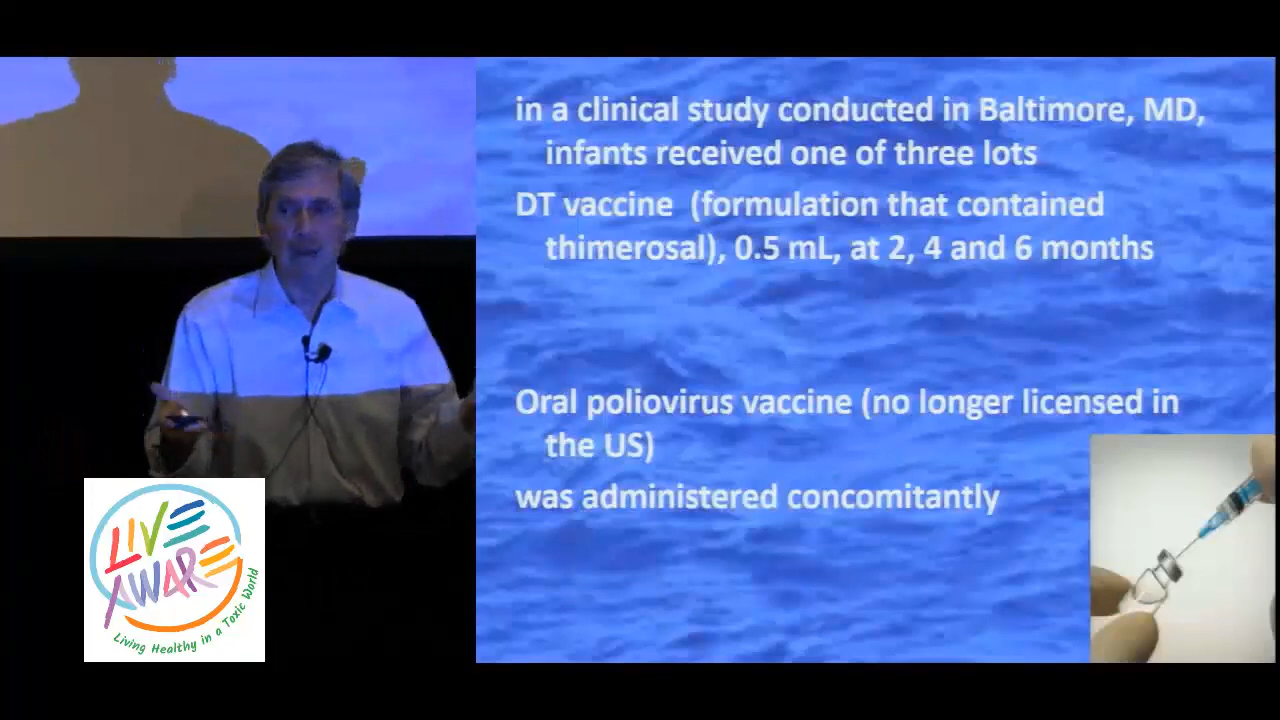 in a clinical study conducted in Baltimore, MD,
infants received one of three lots
DT vaccine (formulation that contained
thimerosal), 0.5 mL, at 2, 4 and 6 months
Oral poliovirus vaccine (no longer licensed in
the US)
was administered concomitantly
LIVE
AWARE
Living Healthy in a Toxic World